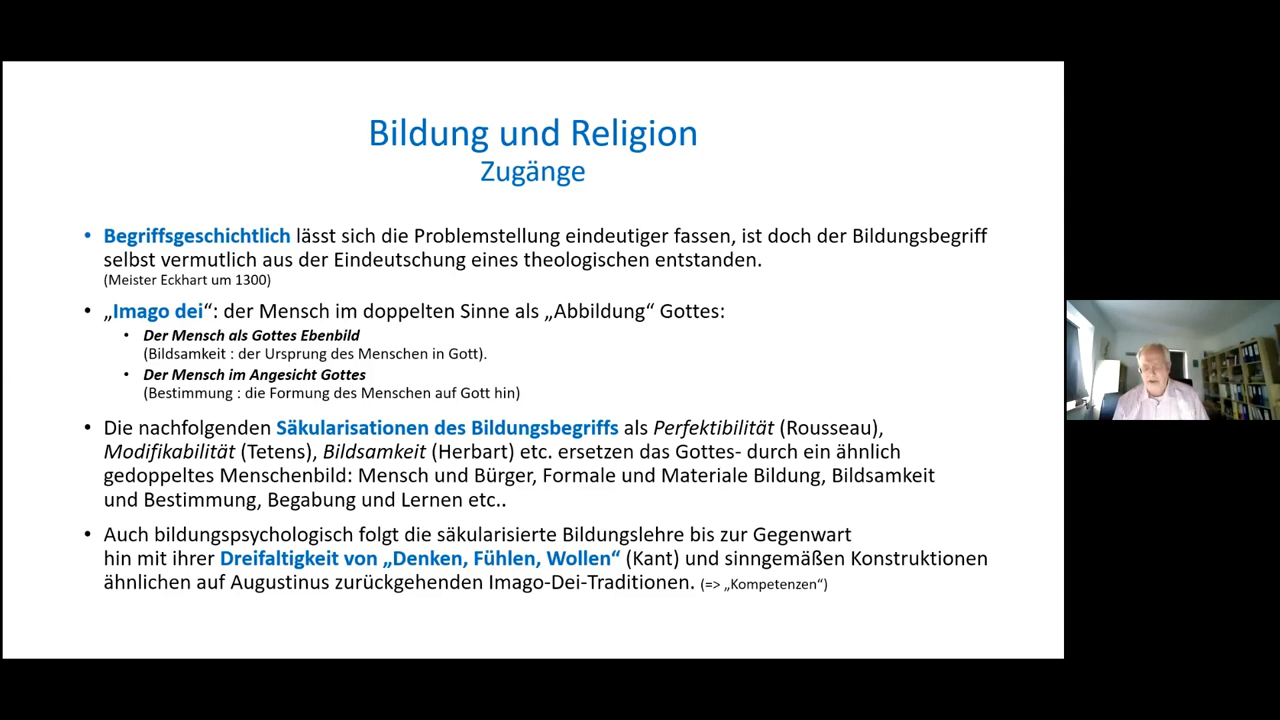 Bildung und Religion
Zugänge
• Begriffsgeschichtlich lässt sich die Problemstellung eindeutiger fassen, ist doch der Bildungsbegriff
selbst vermutlich aus der Eindeutschung eines theologischen entstanden.
(Meister Eckhart um 1300)
• „Imago dei“: der Mensch im doppelten Sinne als „Abbildung“ Gottes:
• Der Mensch als Gottes Ebenbild
(Bildsamkeit : der Ursprung des Menschen in Gott).
• Der Mensch im Angesicht Gottes
(Bestimmung : die Formung des Menschen auf Gott hin)
• Die nachfolgenden Säkularisationen des Bildungsbegriffs als Perfektibilität (Rousseau),
Modifikabilität (Tetens), Bildsamkeit (Herbart) etc. ersetzen das Gottes- durch ein ähnlich
gedoppeltes Menschenbild: Mensch und Bürger, Formale und Materiale Bildung, Bildsamkeit
und Bestimmung, Begabung und Lernen etc..
• Auch bildungspsychologisch folgt die säkularisierte Bildungslehre bis zur Gegenwart
hin mit ihrer Dreifaltigkeit von „Denken, Fühlen, Wollen“ (Kant) und sinngemäßen Konstruktionen
ähnlichen auf Augustinus zurückgehenden Imago-Dei-Traditionen. (=> „Kompetenzen“)